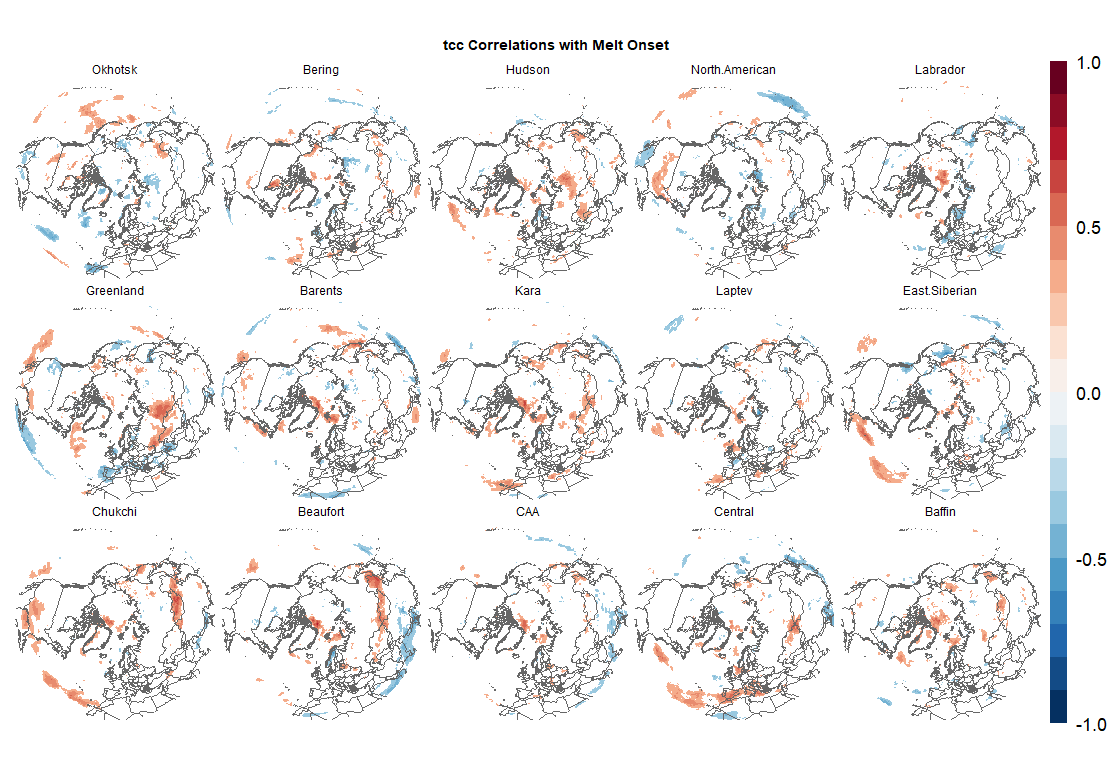 tcc Correlations with Melt Onset
Okhotsk
Bering
Hudson
North.American
Labrador
Greenland
Barents
Kara
Laptev
East.Siberian
Chukchi
Beaufort
CAA
Central
Baffin
1.0
0.5
0.0
-0.5
-1.0